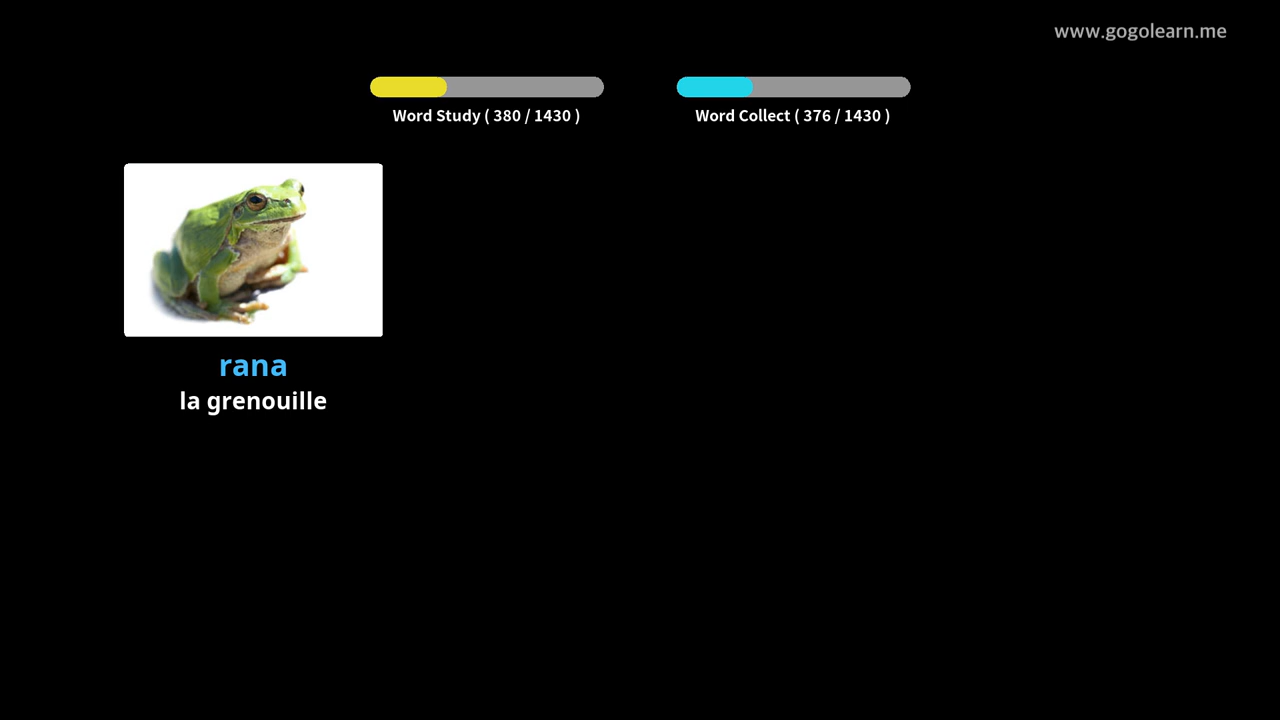 www.gogolearn.me
Word Study ( 380 / 1430 )
Word Collect ( 376 / 1430 )
rana
la grenouille